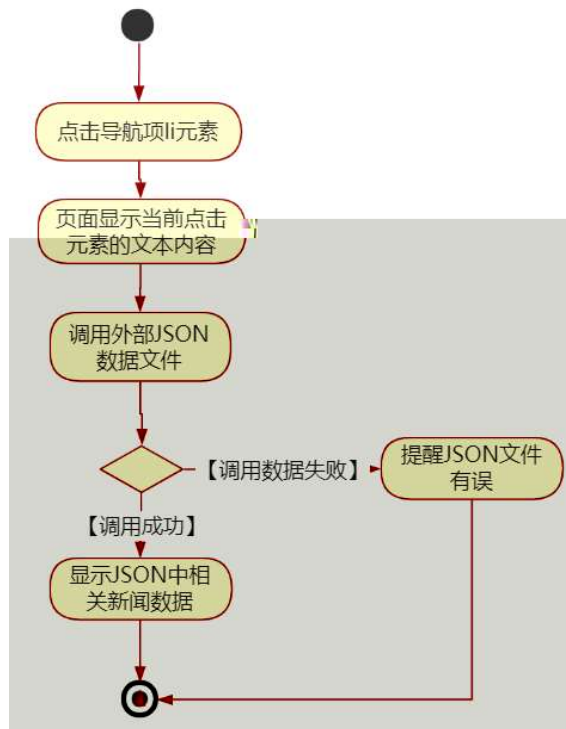 点击导航项li元素
页面显示当前点击
元素的文本内容
调用外部JSON
数据文件
【调用数据失败】
提醒JSON文件
有误
【调用成功】
显示JSON中相
关新闻数据